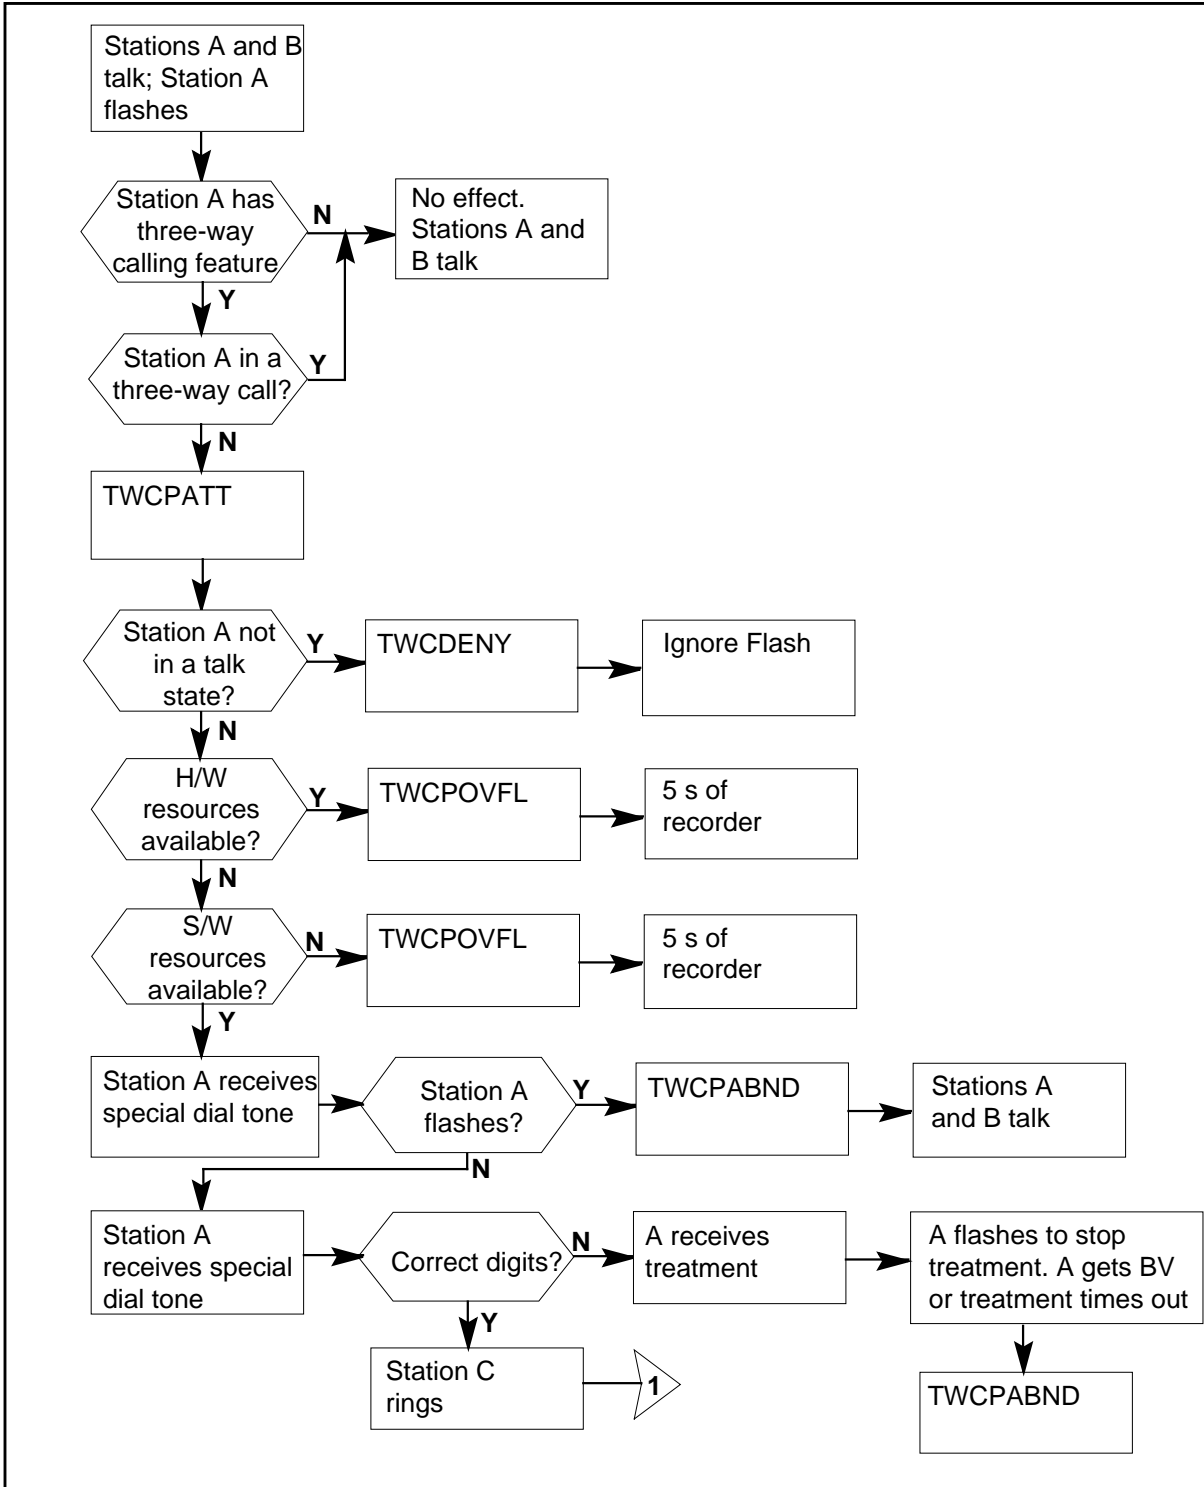 Stations A and B
talk; Station A
flashes
Station A has
three-way
calling feature
N
No effect.
Stations A and
B talk
Y
Station A in a
three-way call?
Y
N
TWCPATT
Station A not
in a talk
state?
Y
TWCDENY
Ignore Flash
N
H/W
resources
available?
Y
TWCPOVFL
5 s of
recorder
N
S/W
resources
available?
N
TWCPOVFL
5 s of
recorder
Y
Station A receives
special dial tone
Station A
flashes?
Y
TWCPABND
Stations A
and B talk
N
Station A
receives special
dial tone
Correct digits?
N
A receives
treatment
A flashes to stop
treatment. A gets BV
or treatment times out
Y
Station C
rings
1
TWCPABND